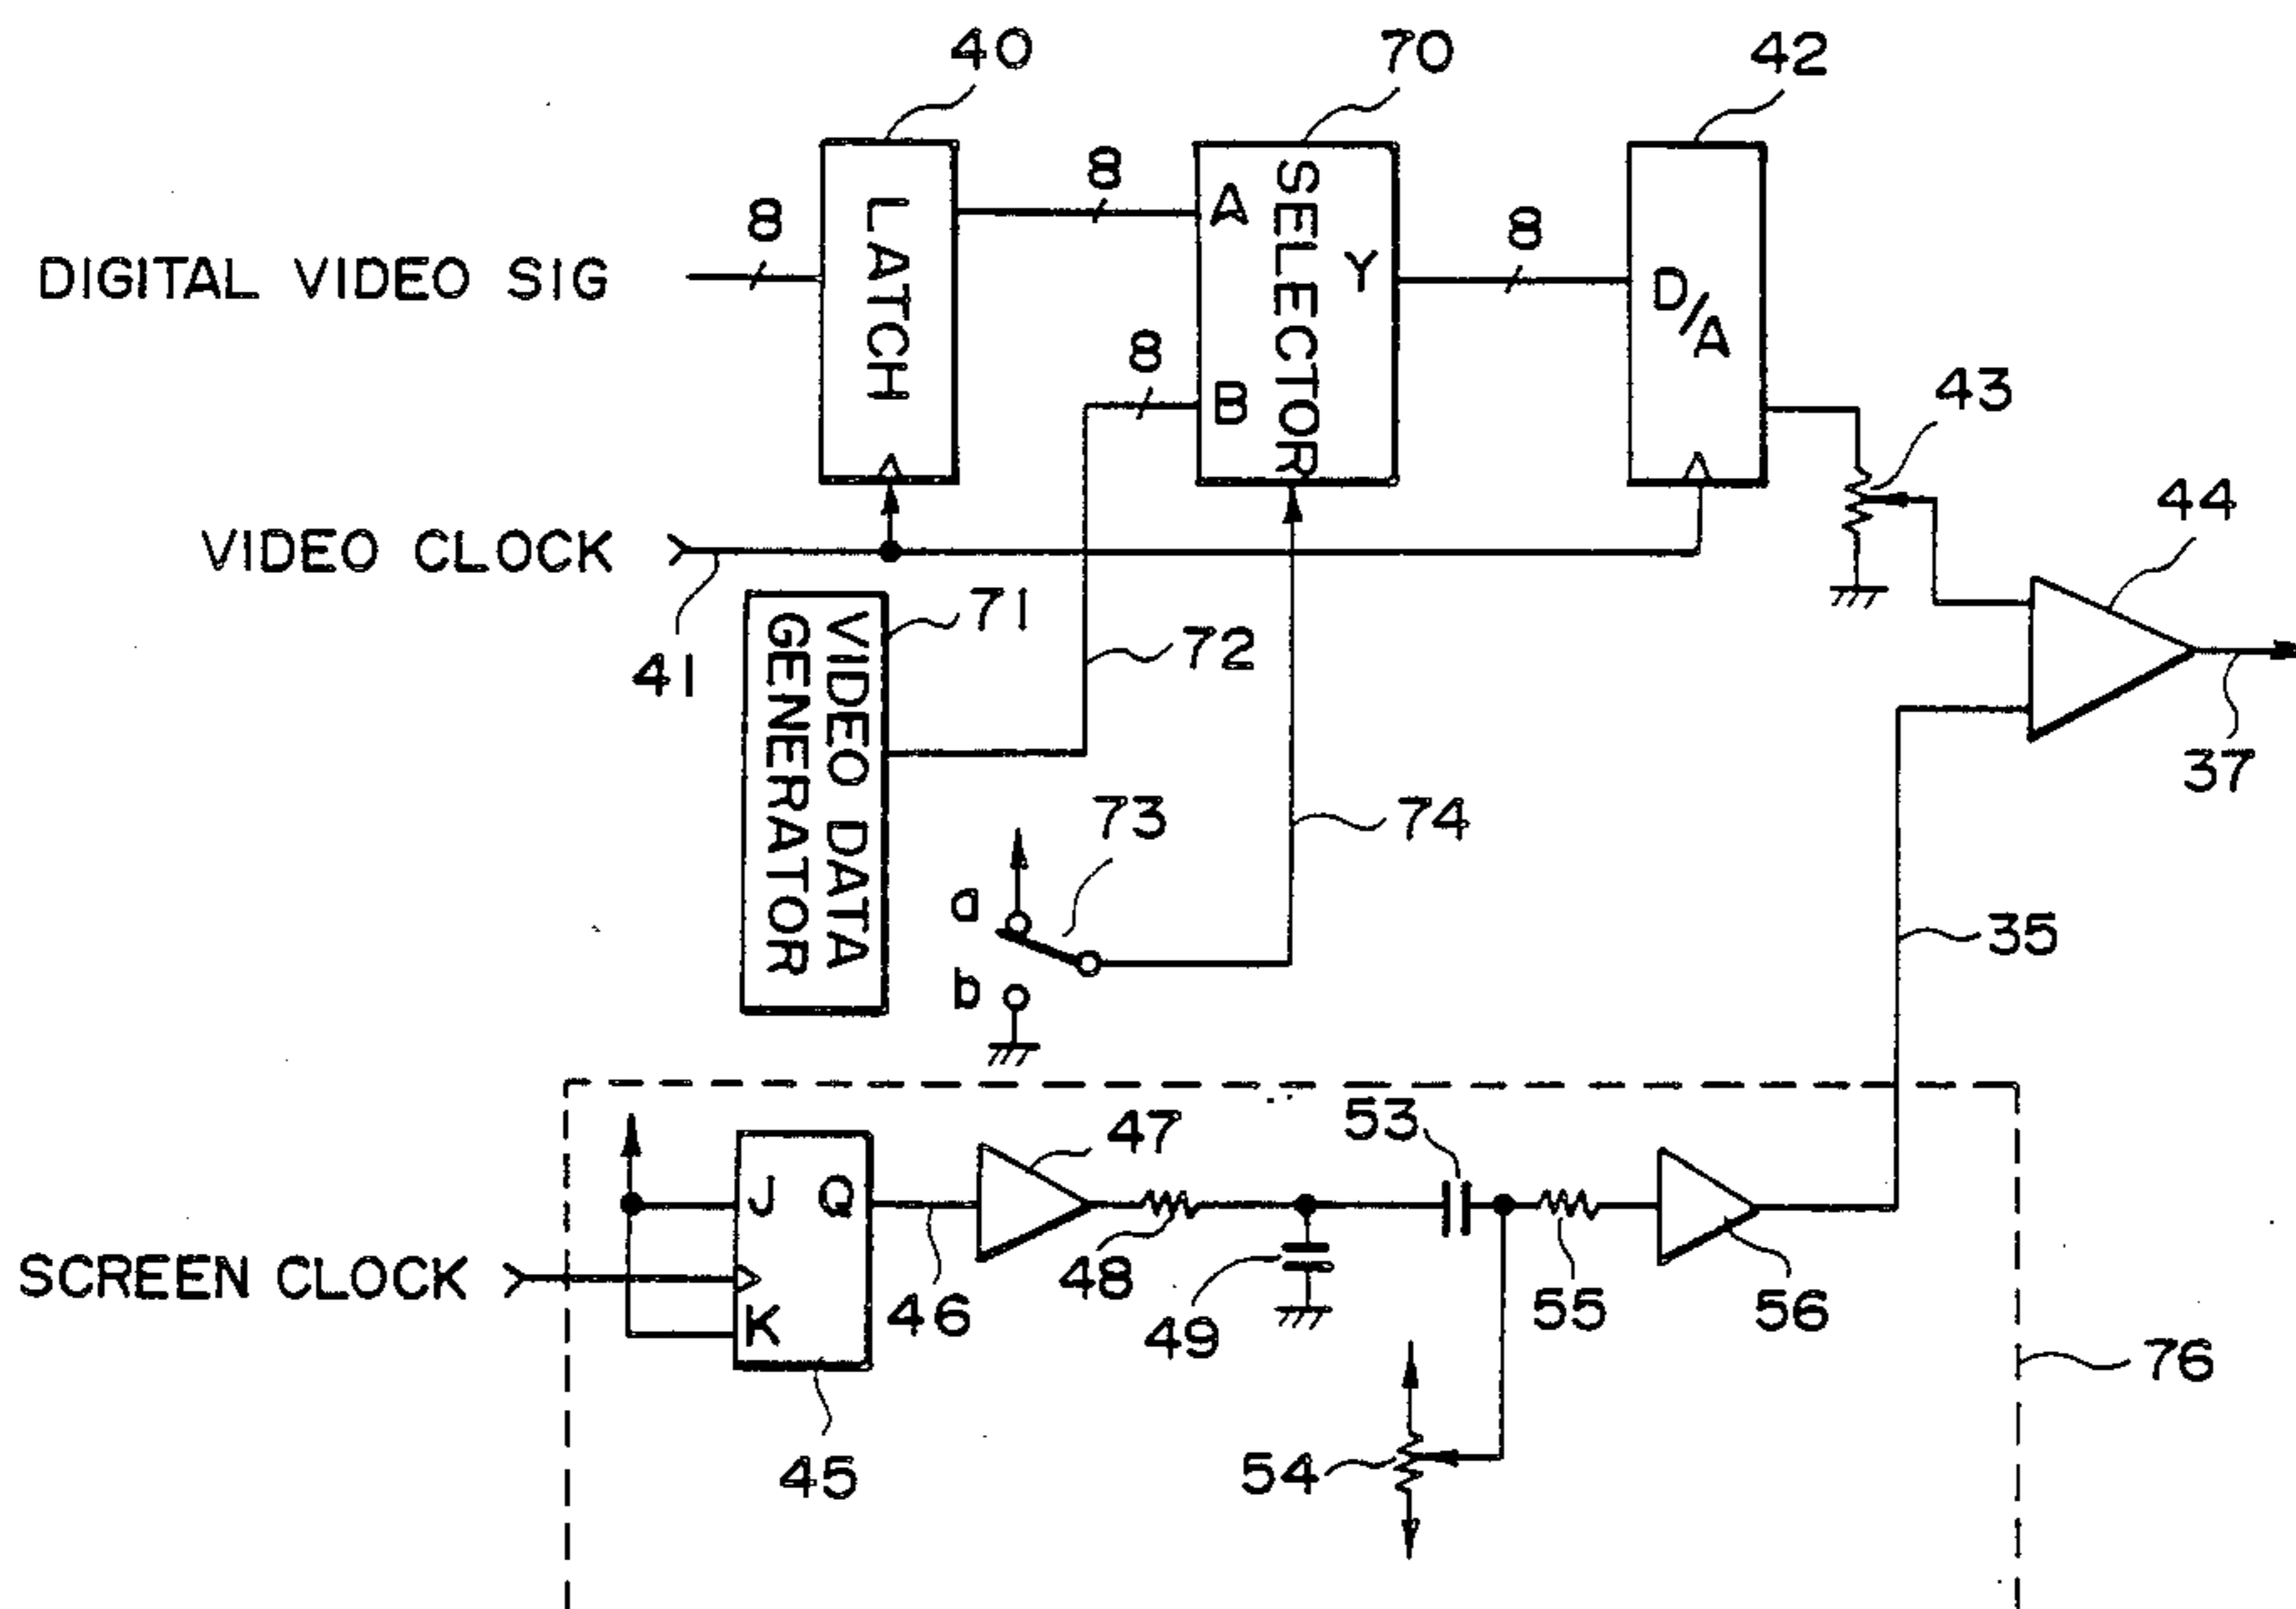 40
70
42
8
8
8
8
DIGITAL VIDEO SIG
LATCH
A
B
SELECTOR
Y
D/A
43
44
VIDEO CLOCK
41
71
VIDEO DATA
GENERATOR
72
37
73
74
a
b
35
53
47
J
Q
K
SCREEN CLOCK
46
48
49
55
56
76
45
54